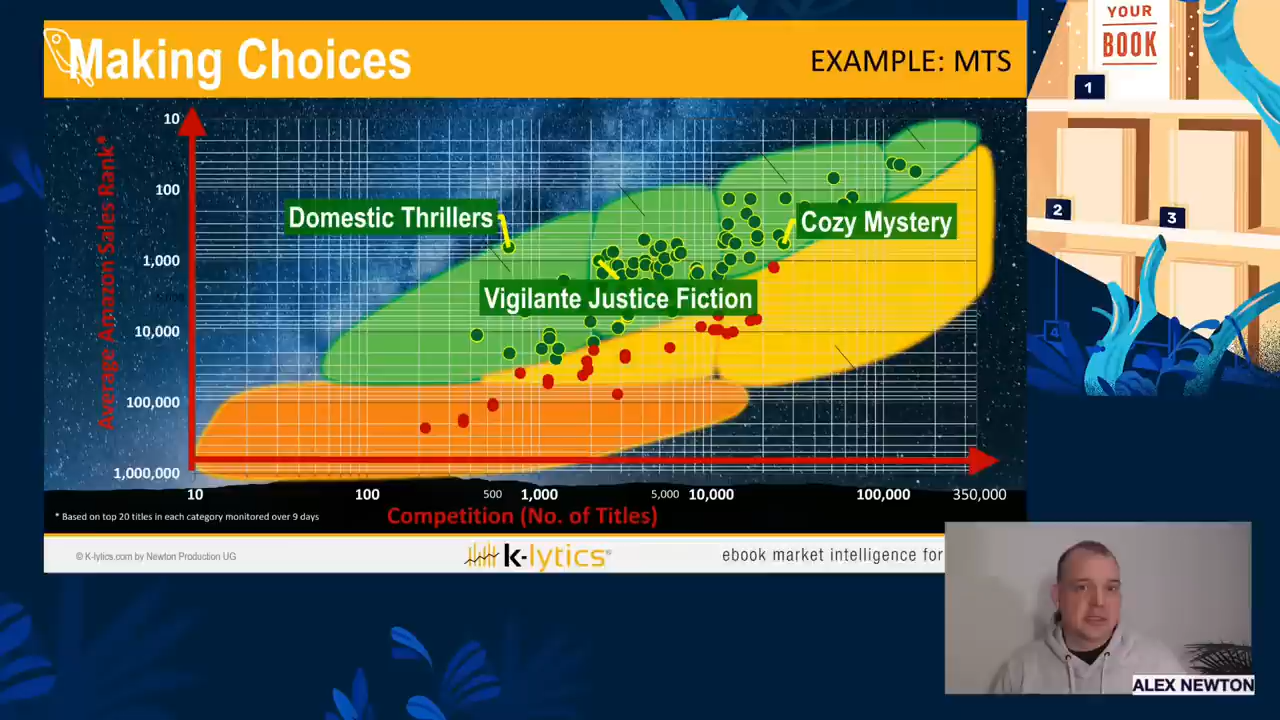 Making Choices
EXAMPLE: MTS
YOUR
BOOK
1
2
3
4
Average Amazon Sales Rank*
10
100
1,000
10,000
100,000
1,000,000
Domestic Thrillers
Cozy Mystery
Vigilante Justice Fiction
10
100
500
1,000
5,000
10,000
100,000
350,000
* Based on top 20 titles in each category monitored over 9 days
Competition (No. of Titles)
© K-lytics.com by Newton Production UG
k-lytics®
ebook market intelligence for
ALEX NEWTON